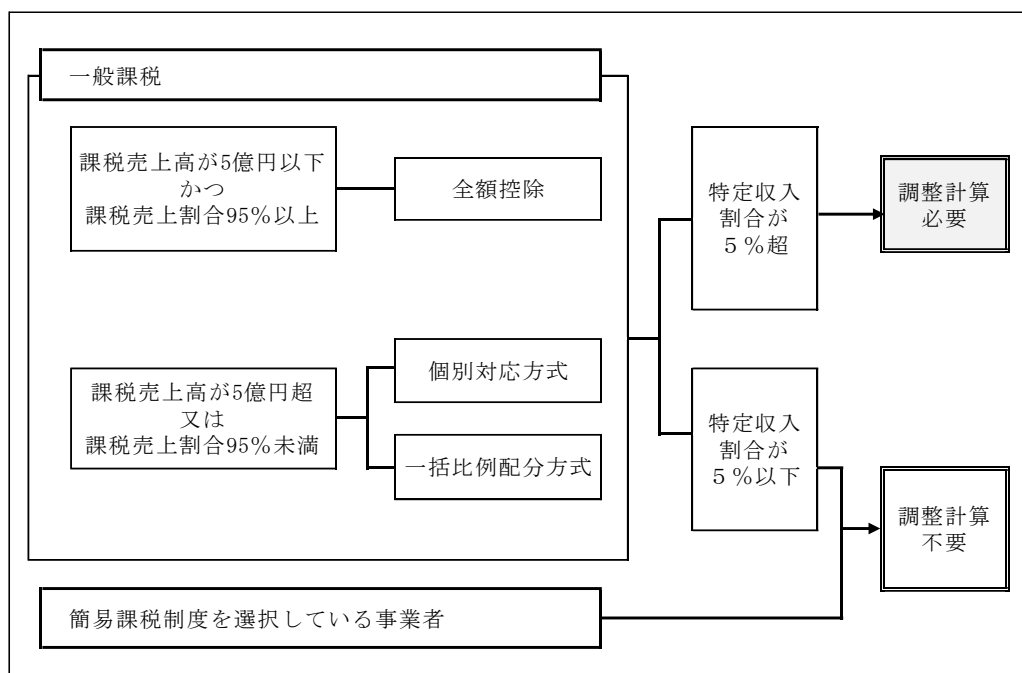 一般課税
課税売上高が5億円以下
かつ
課税売上割合95%以上
全額控除
課税売上高が5億円超
又は
課税売上割合95%未満
個別対応方式
一括比例配分方式
特定収入
割合が
５％超
調整計算
必要
特定収入
割合が
５％以下
調整計算
不要
簡易課税制度を選択している事業者